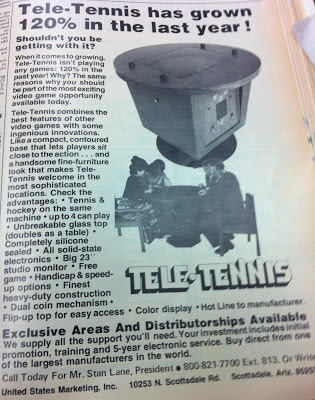 Tele-Tennis has grown
120% in the last year!
Shouldn't you be
getting with it?
When it comes to growing,
Tele-Tennis isn't playing
any games: 120% in the
past year! Why? The same
reasons why you should
be part of the most exciting
video game opportunity
available today.
Tele-Tennis combines the
best features of other
video games with some
ingenious innovations.
Like a compact, contoured
base that lets players sit
close to the action . . . and
a handsome fine-furniture
look that makes Tele-
Tennis welcome in the
most sophisticated
locations. Check the
advantages: • Tennis &
hockey on the same
machine • up to 4 can play
• Unbreakable glass top
(doubles as a table) •
Completely silicone
sealed • All solid-state
electronics • Big 23"
studio monitor • Free
game • Handicap & speed-
up options • Finest
heavy-duty construction
• Dual coin mechanism •
Flip-up top for easy access • Color display • Hot Line to manufacturer.
TELE-TENNIS
Exclusive Areas And Distributorships Available
We supply all the support you'll need. Your investment includes initial
promotion, training and 5-year electronic service. Buy direct from one
of the largest manufacturers in the world.
Call Today For Mr. Stan Lane, President • 800-821-7700 Ext. 813. Or Write
United States Marketing, Inc. 10253 N. Scottsdale Rd. Scottsdale, Ariz.